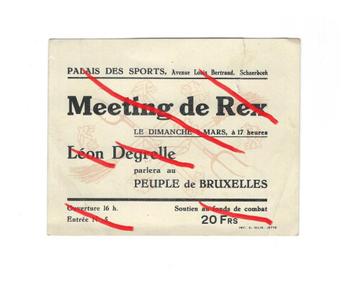 PALAIS DES SPORTS, Avenue Louis Bertrand, Schaerbeek
Meeting de Rex
LE DIMANCHE MARS, à 17 heures
Léon Degrelle
parlera au
PEUPLE de BRUXELLES
Ouverture 16 h.
Entrée
Soutien au fonds de combat
20 FRS